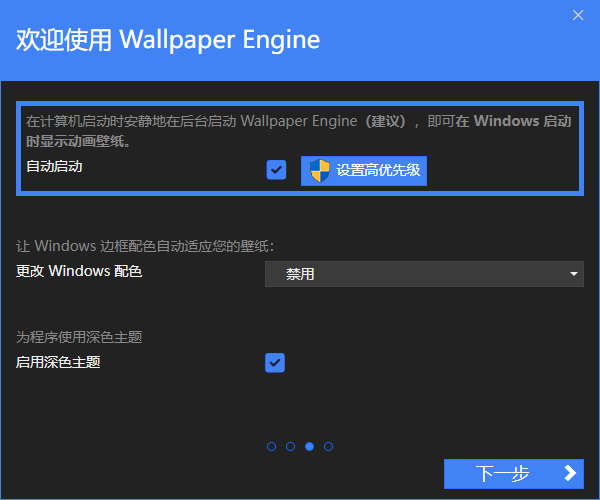 欢迎使用 Wallpaper Engine
在计算机启动时安静地在后台启动 Wallpaper Engine（建议），即可在 Windows 启动
时显示动画壁纸。
自动启动
设置高优先级
让 Windows 边框配色自动适应您的壁纸：
更改 Windows 配色
禁用
为程序使用深色主题
启用深色主题
下一步